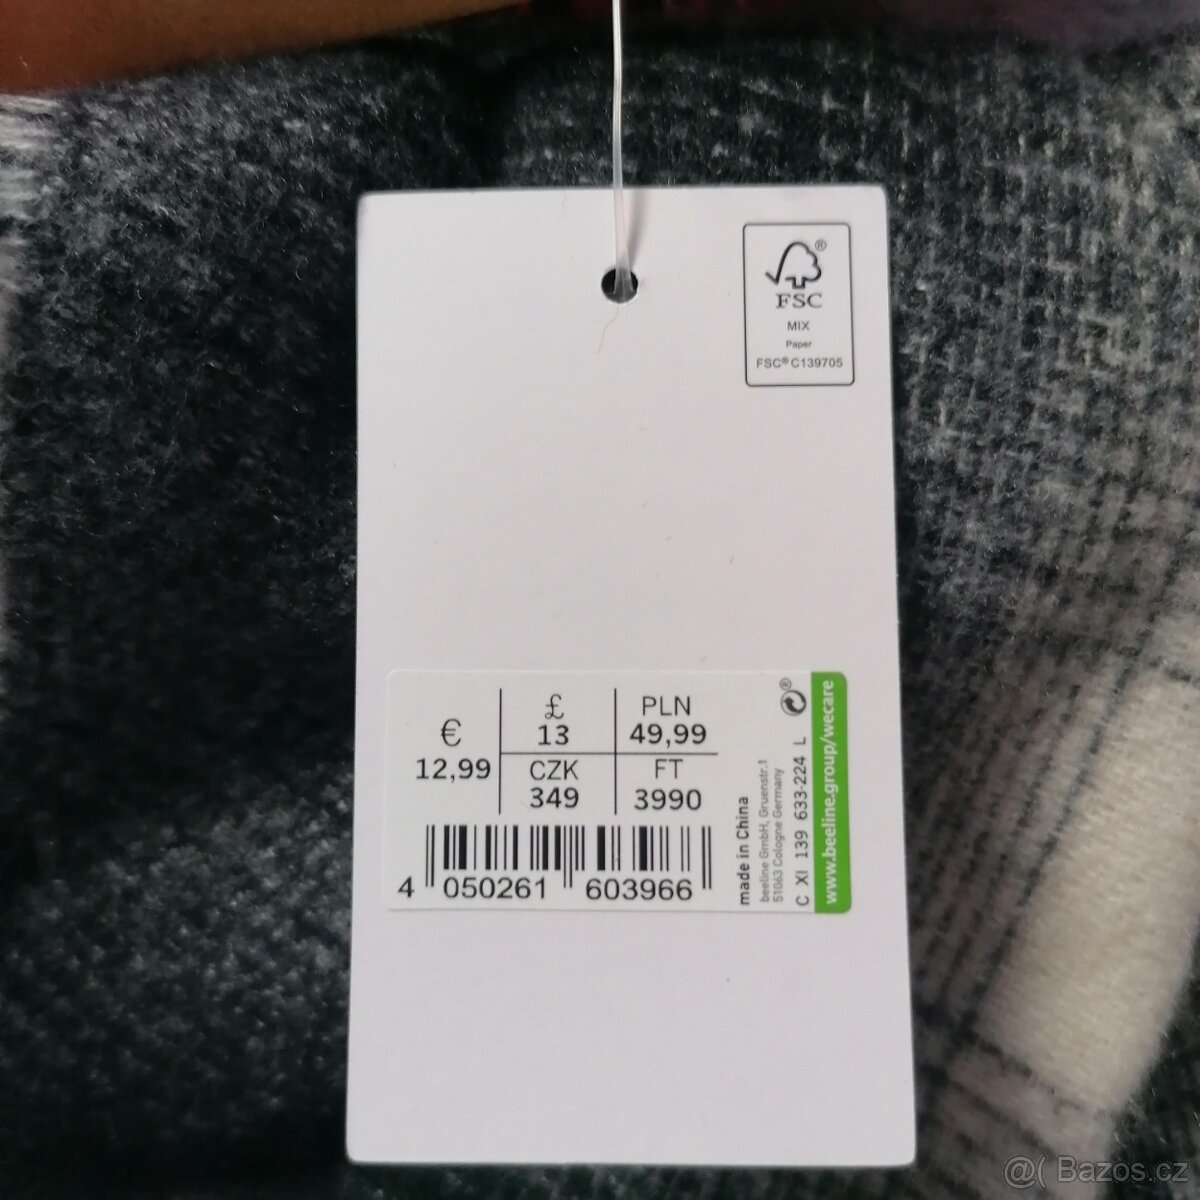 ®
FSC
MIX
Paper
FSC® C139705
€
12,99
£
13
PLN
49,99
CZK
349
FT
3990
4 050261 603966
made in China
beeline GmbH, Gruenstr.1
51063 Cologne Germany
C XI 139 633-224 L
®
www.beeline.group/wecare
@( Bazos.cz